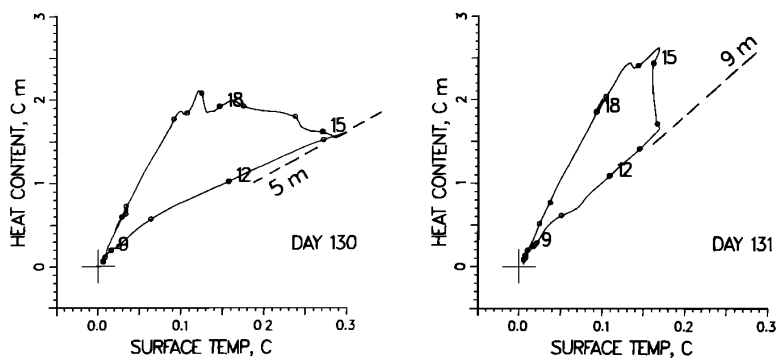 HEAT CONTENT, C m
3
2
1
0
18
15
12
9
5 m
DAY 130
0.0 0.1 0.2 0.3
SURFACE TEMP, C
HEAT CONTENT, C m
3
2
1
0
15
9 m
18
12
9
DAY 131
0.0 0.1 0.2 0.3
SURFACE TEMP, C